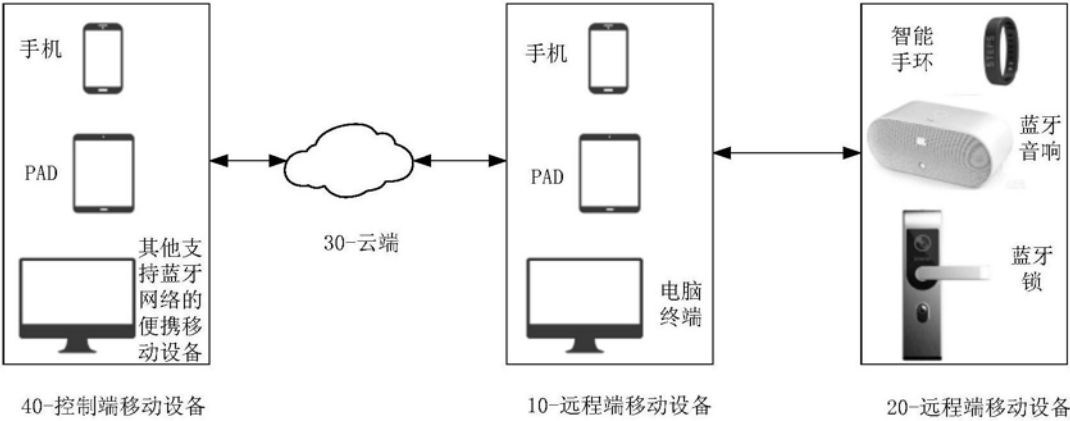 手机
PAD
其他支
持蓝牙
网络的
便携移
动设备
40-控制端移动设备
30-云端
手机
PAD
电脑
终端
10-远程端移动设备
智能
手环
蓝牙
音响
蓝牙
锁
20-远程端移动设备